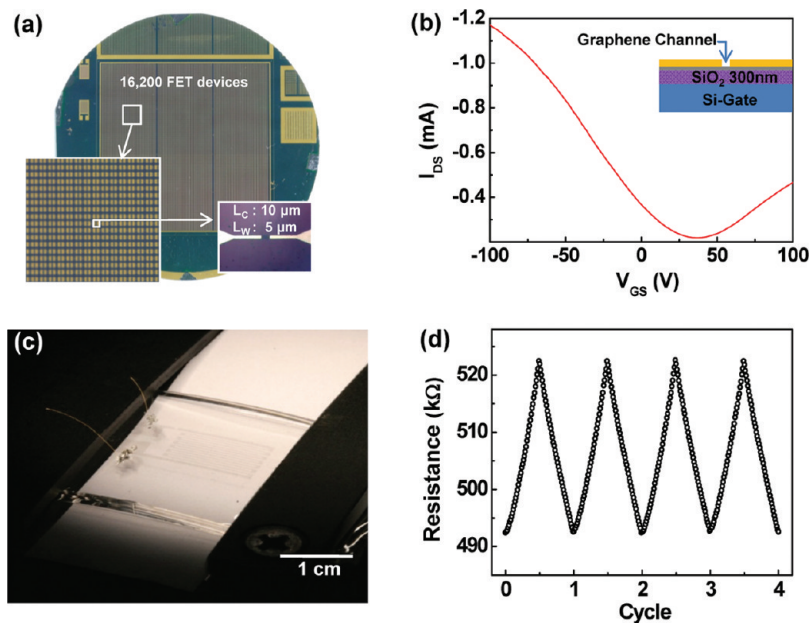 (a)
16,200 FET devices
L_C : 10 μm
L_W : 5 μm
(b)
Graphene Channel
SiO₂ 300nm
Si-Gate
-1.2
-1.0
-0.8
-0.6
-0.4
I_DS (mA)
-100 -50 0 50 100
V_GS (V)
(c)
1 cm
(d)
520
510
500
490
Resistance (kΩ)
0 1 2 3 4
Cycle